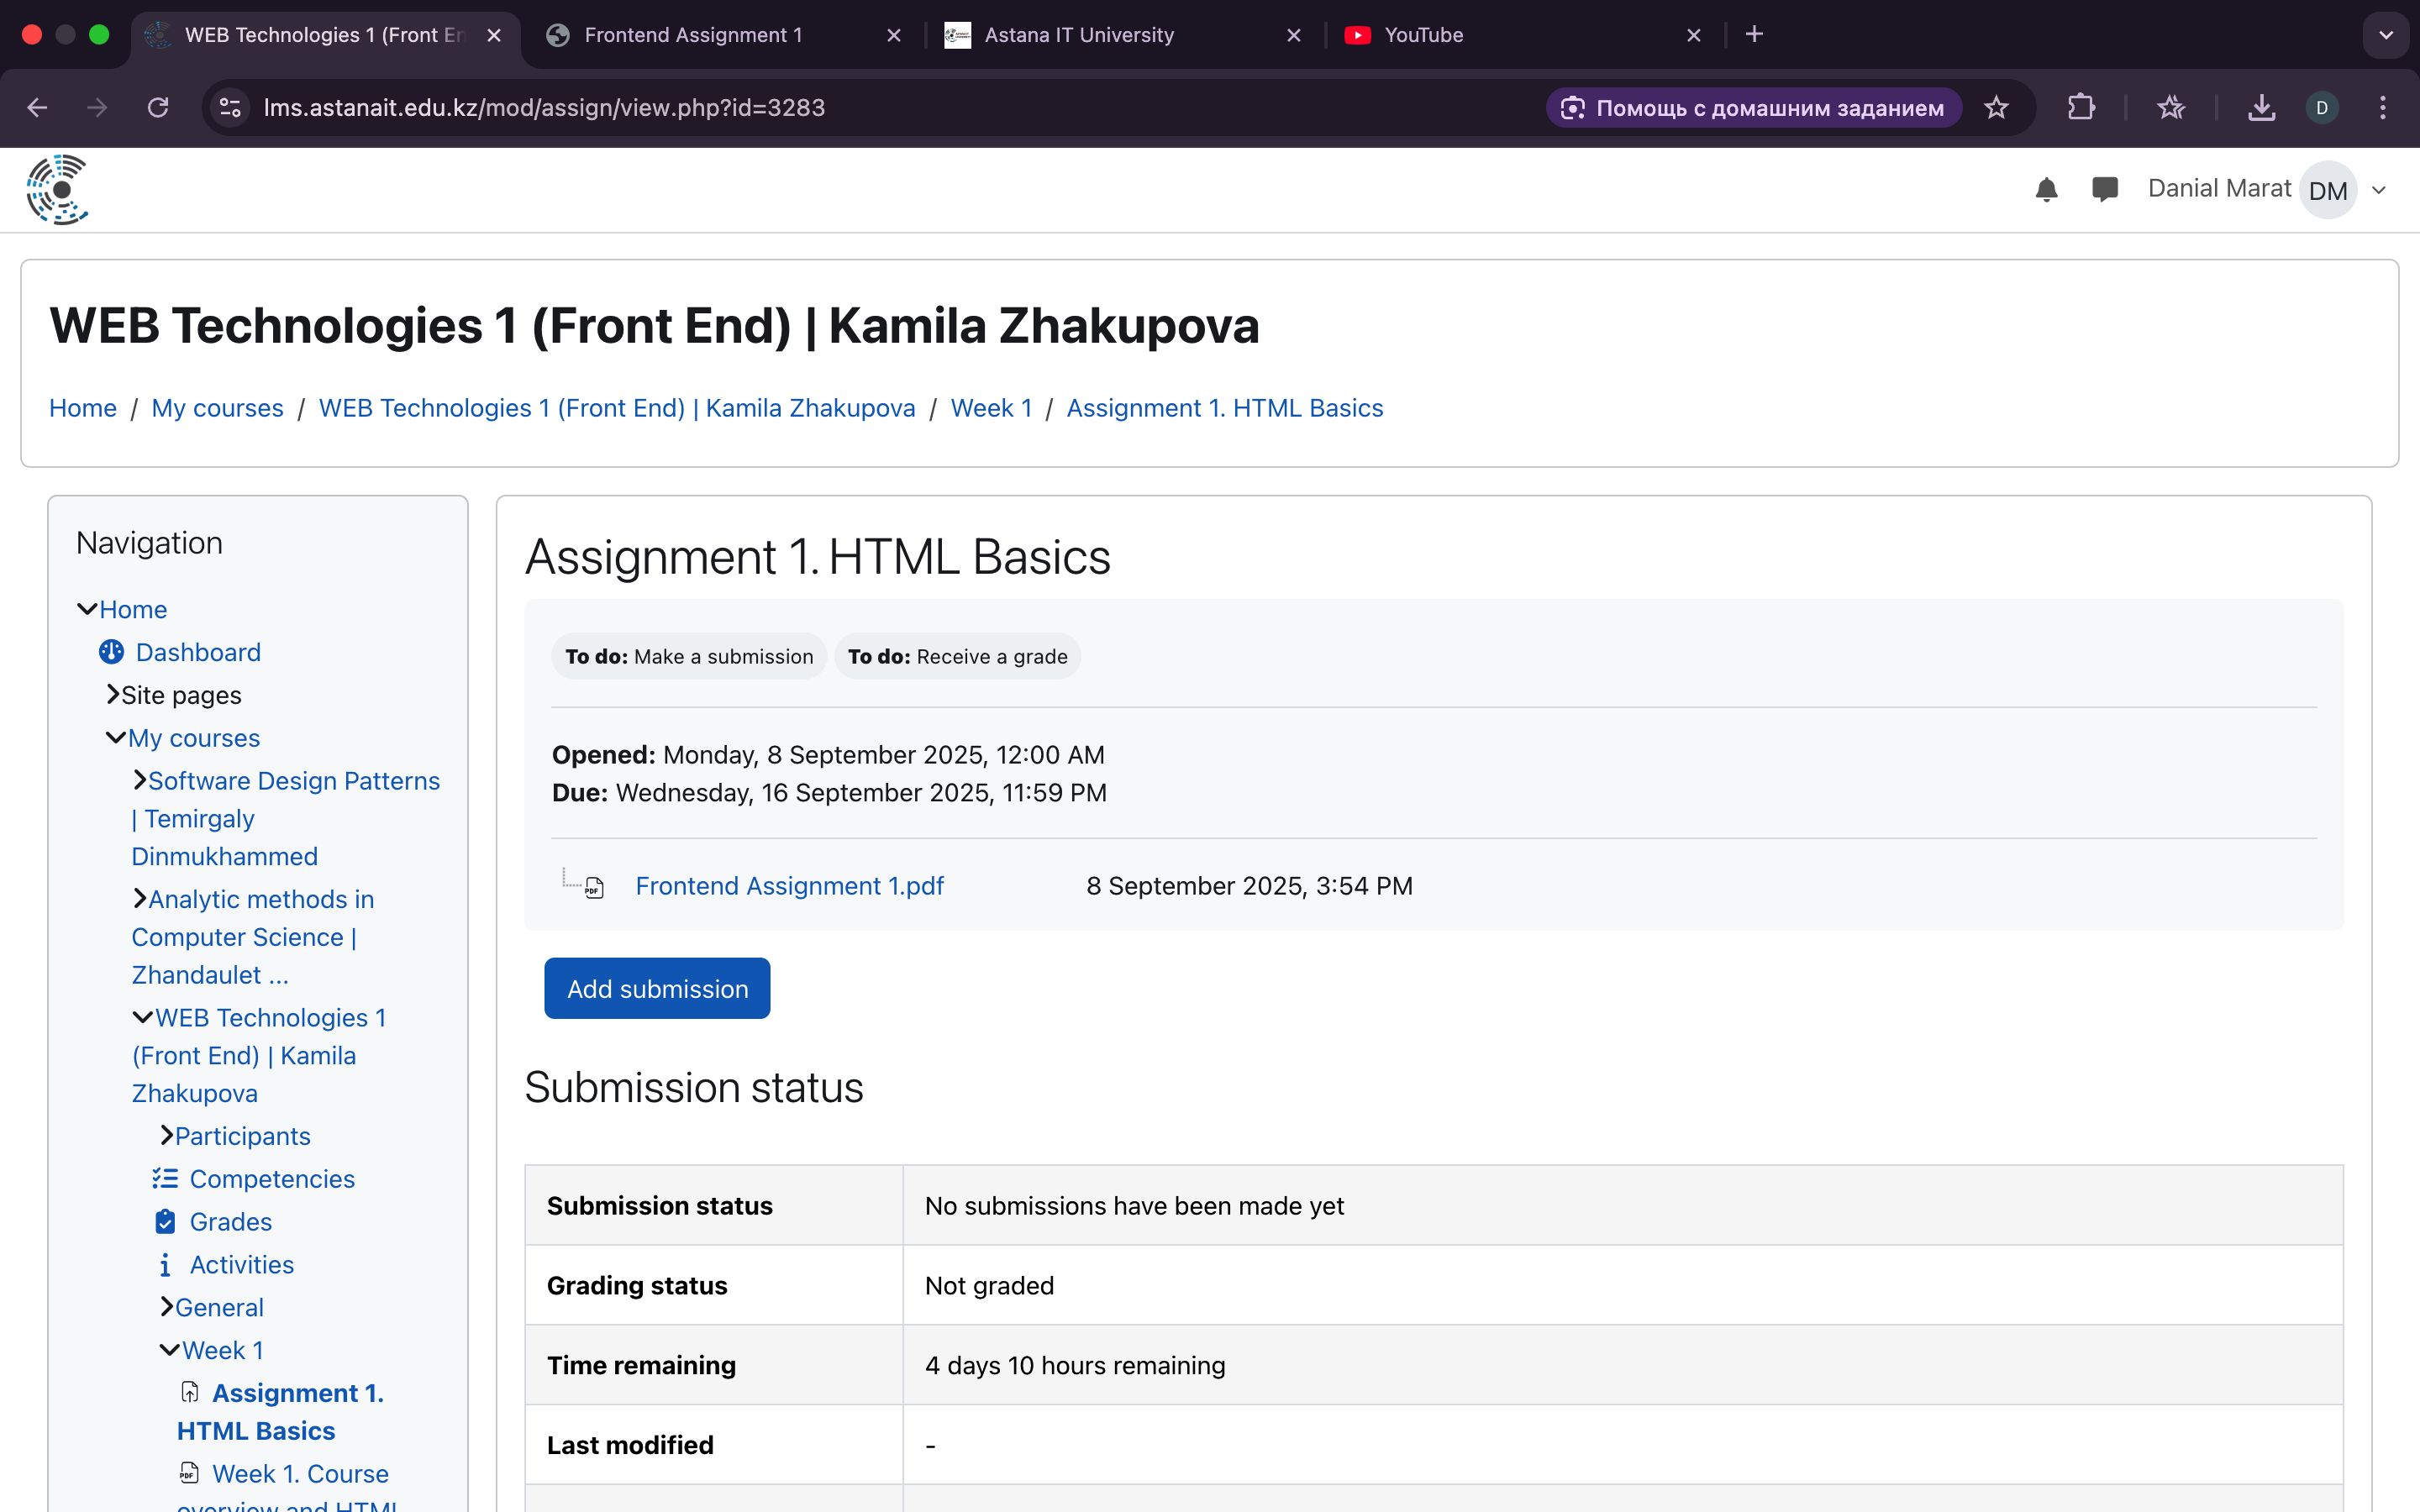 WEB Technologies 1 (Front En
Frontend Assignment 1
Astana IT University
YouTube
lms.astanait.edu.kz/mod/assign/view.php?id=3283
Помощь с домашним заданием
D
Danial Marat
DM
WEB Technologies 1 (Front End) | Kamila Zhakupova
Home / My courses / WEB Technologies 1 (Front End) | Kamila Zhakupova / Week 1 / Assignment 1. HTML Basics
Navigation
Home
Dashboard
Site pages
My courses
Software Design Patterns
| Temirgaly
Dinmukhammed
Analytic methods in
Computer Science |
Zhandaulet ...
WEB Technologies 1
(Front End) | Kamila
Zhakupova
Participants
Competencies
Grades
Activities
General
Week 1
Assignment 1.
HTML Basics
PDF
Week 1. Course
overview and HTML
Assignment 1. HTML Basics
To do: Make a submission
To do: Receive a grade
Opened: Monday, 8 September 2025, 12:00 AM
Due: Wednesday, 16 September 2025, 11:59 PM
PDF
Frontend Assignment 1.pdf
8 September 2025, 3:54 PM
Add submission
Submission status
Submission status No submissions have been made yet
Grading status Not graded
Time remaining 4 days 10 hours remaining
Last modified -